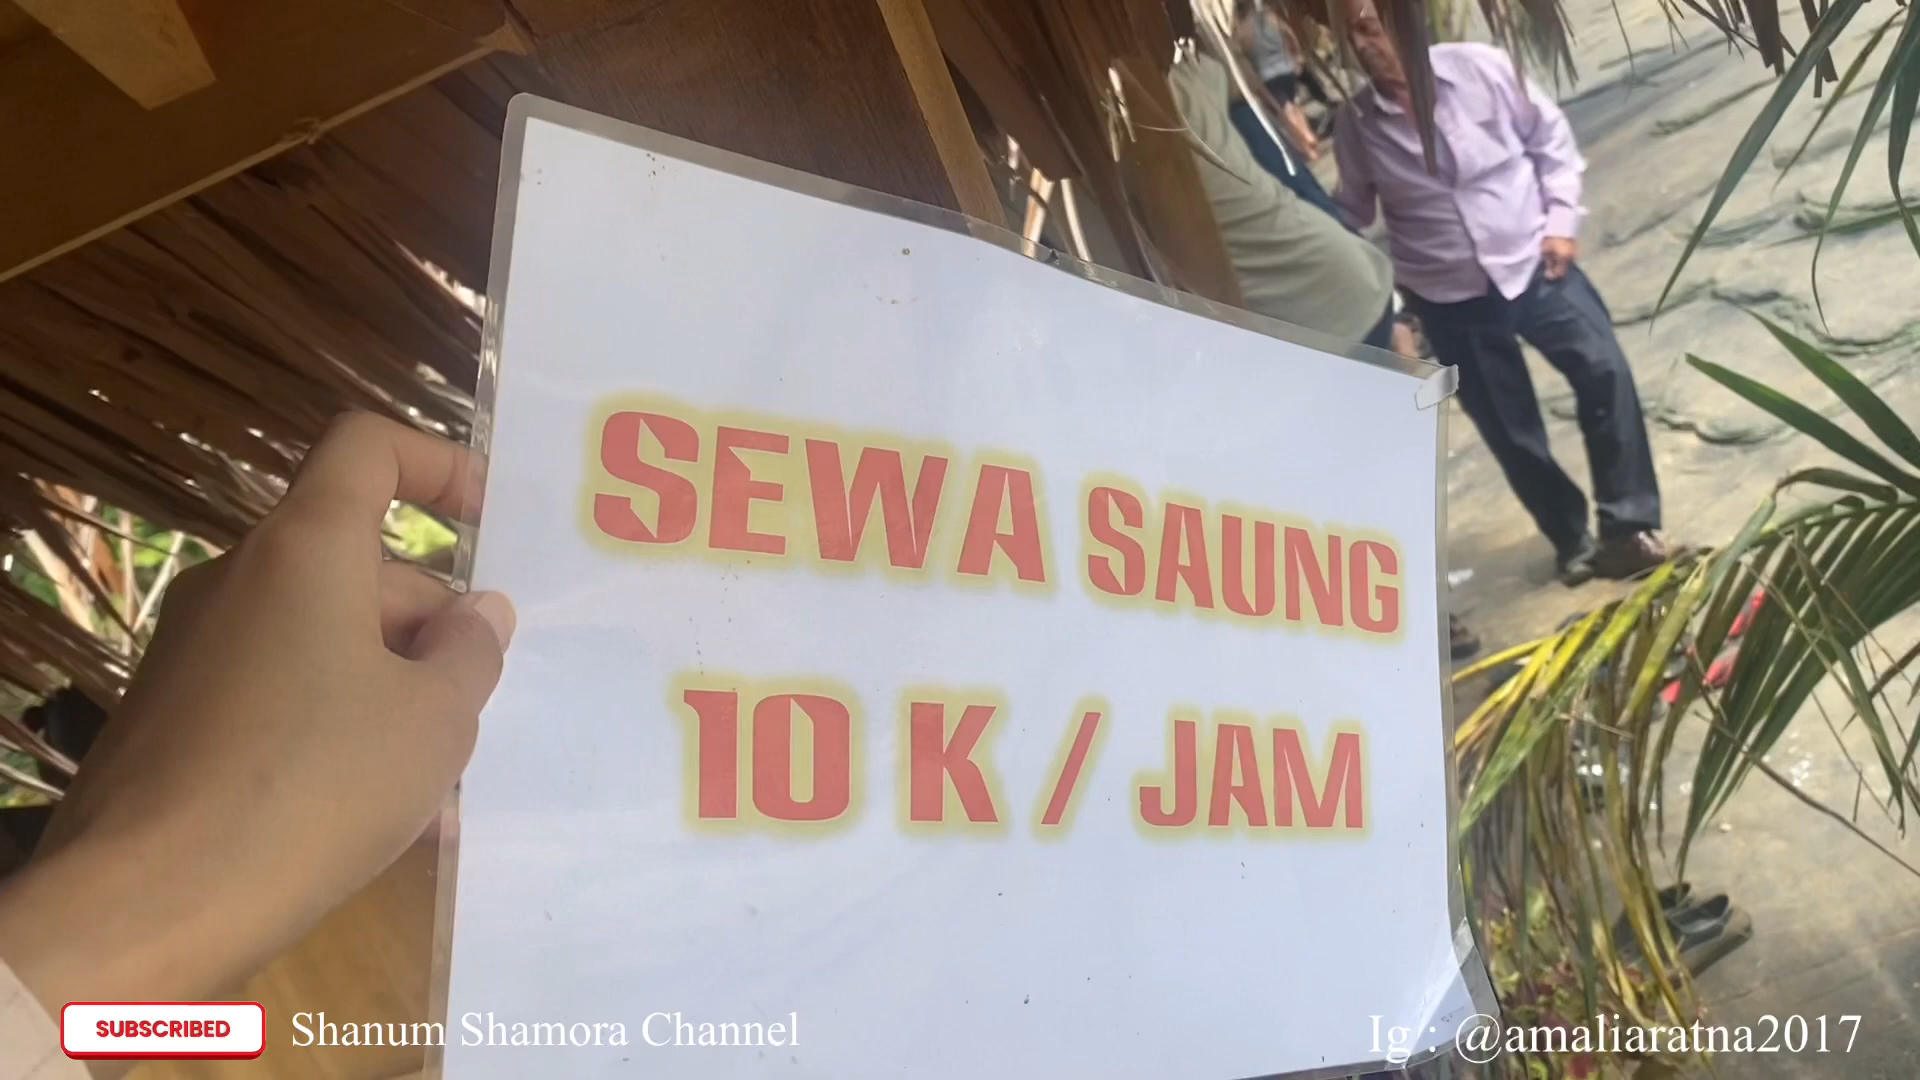 SEWA SAUNG
10 K / JAM
SUBSCRIBED
Shanum Shamora Channel
Ig : @amaliaratna2017